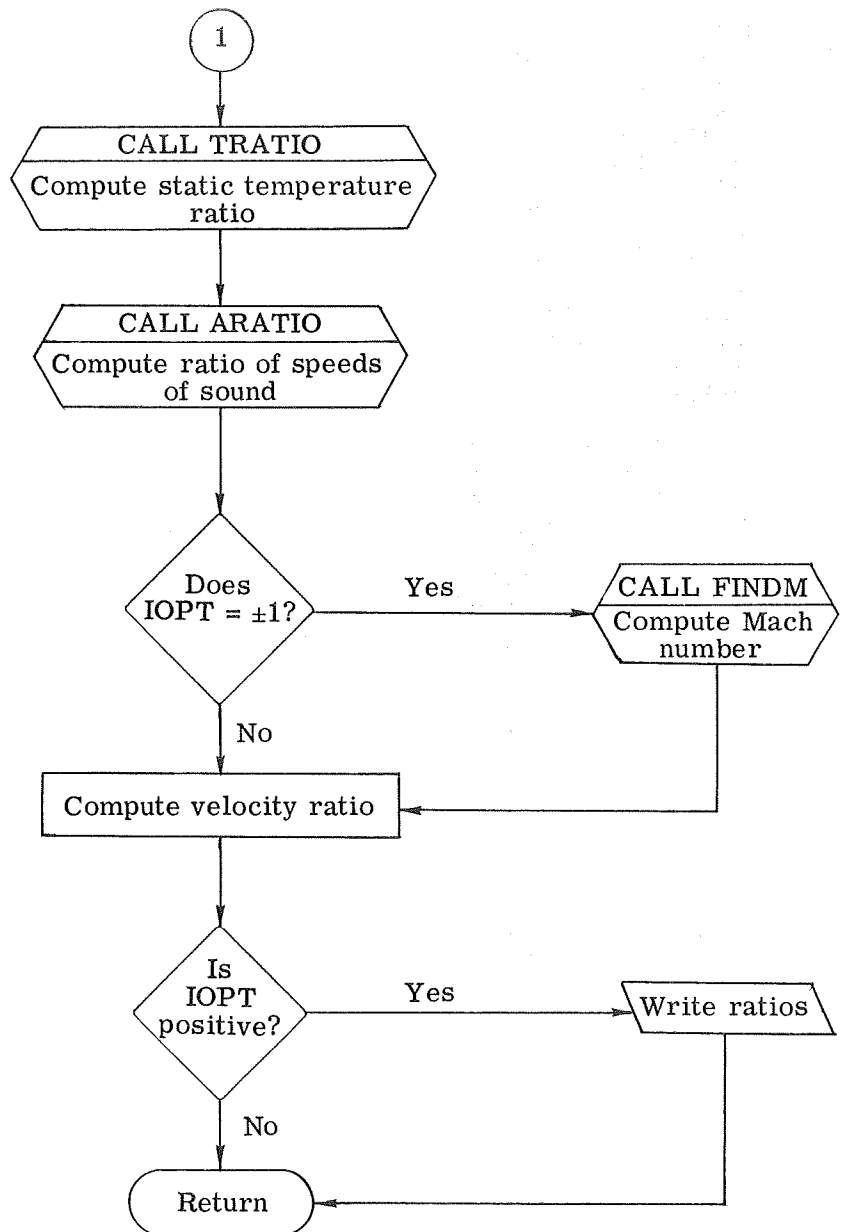 1
CALL TRATIO
Compute static temperature
ratio
CALL ARATIO
Compute ratio of speeds
of sound
Does
IOPT = ±1?
Yes
CALL FINDM
Compute Mach
number
No
Compute velocity ratio
Is
IOPT
positive?
Yes
Write ratios
No
Return